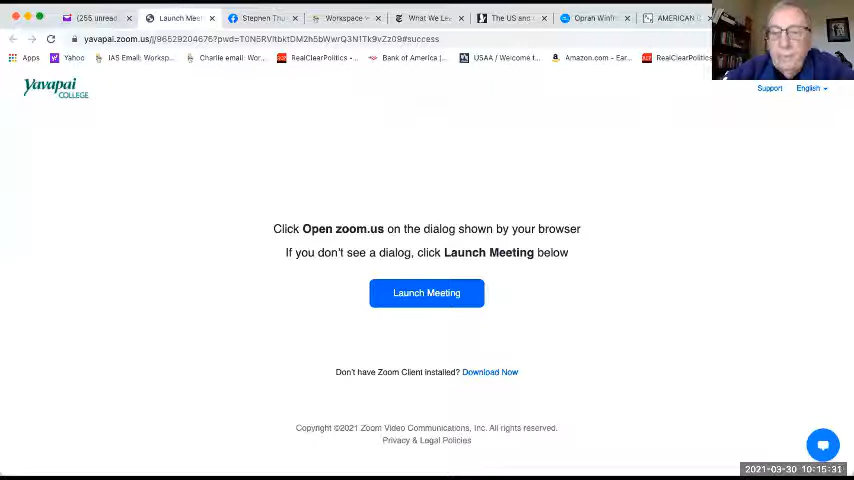 (255 unread
Launch Meeti
Stephen Thu
Workspace
What We Le
The US and
Oprah Winfr
AMERICAN
yavapai.zoom.us
#success
Apps
Yahoo
IAS Email: Worksp...
Charlie email: Wor...
RealClearPolitics -...
Bank of America |...
USAA / Welcome t...
Amazon.com - Ear...
RealClearPolitics
Yavapai
COLLEGE
Support
English
Click Open zoom.us on the dialog shown by your browser
If you don't see a dialog, click Launch Meeting below
Launch Meeting
Don't have Zoom Client installed? Download Now
Copyright ©2021 Zoom Video Communications, Inc. All rights reserved.
Privacy & Legal Policies
2021-03-30 10:15:31